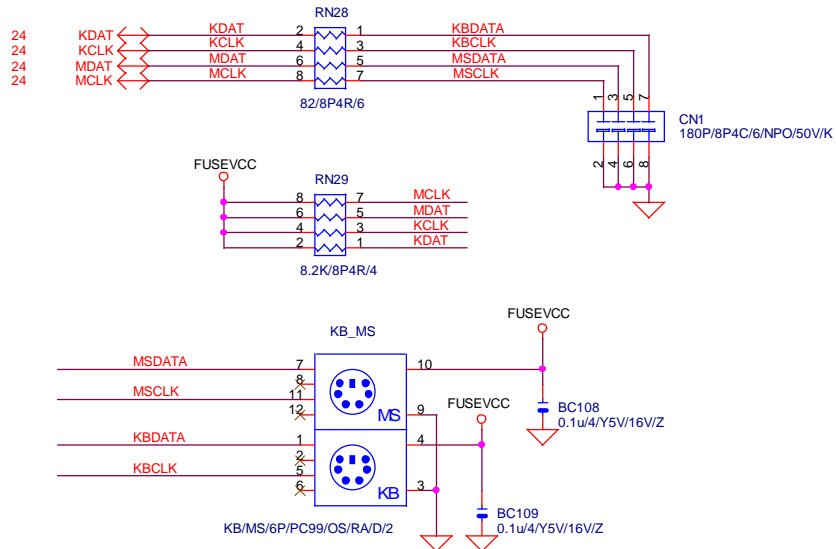 RN28
24 KDAT KDAT 2 1 KBDATA
24 KCLK KCLK 4 3 KBCLK
24 MDAT MDAT 6 5 MSDATA
24 MCLK MCLK 8 7 MSCLK
82/8P4R/6
1 3 5 7
CN1
180P/8P4C/6/NPO/50V/K
2 4 6 8
FUSEVCC
RN29
8 7 MCLK
6 5 MDAT
4 3 KCLK
2 1 KDAT
8.2K/8P4R/4
KB_MS
FUSEVCC
MSDATA 7 10
8
MSCLK 11
12 MS 9
BC108
0.1u/4/Y5V/16V/Z
FUSEVCC
KBDATA 1 4
2
KBCLK 5
6 KB 3
BC109
0.1u/4/Y5V/16V/Z
KB/MS/6P/PC99/OS/RA/D/2